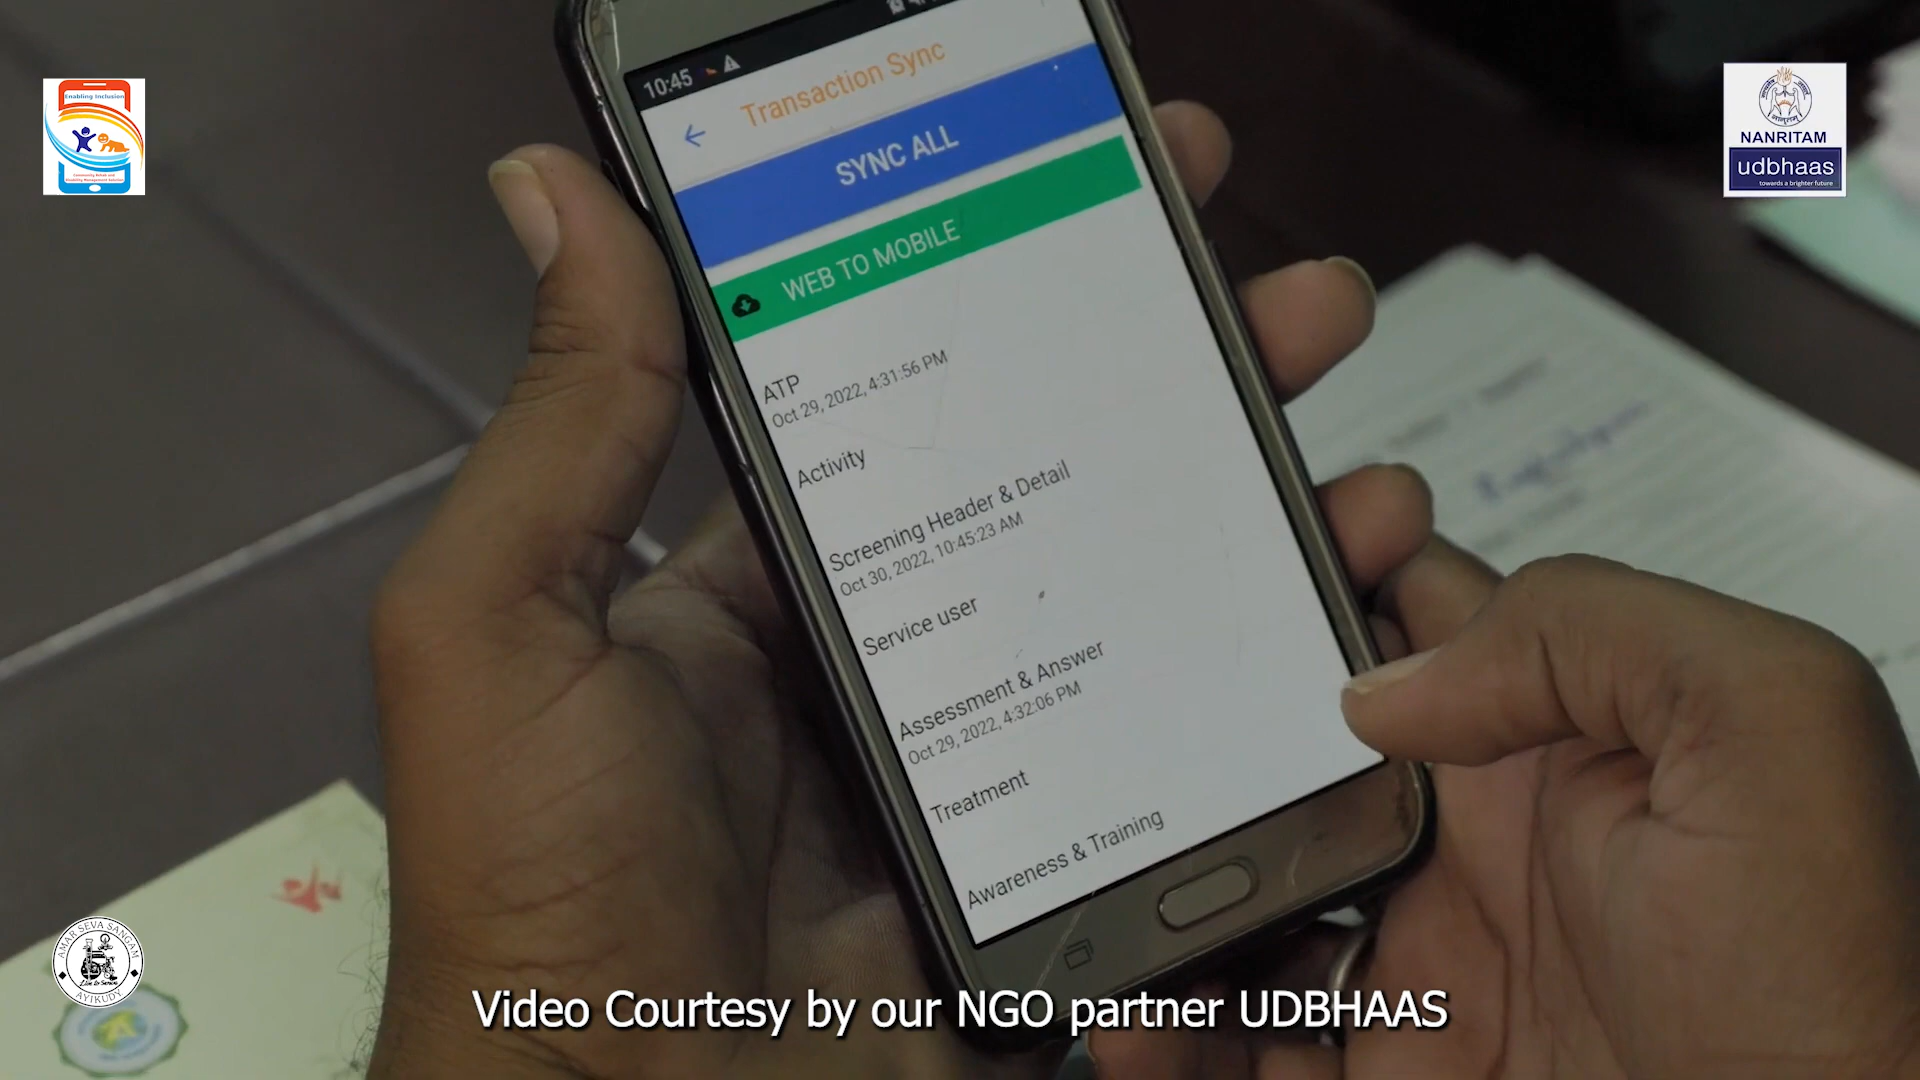 Enabling Inclusion
NANRITAM
udbhaas
towards a brighter future
10:45
Transaction Sync
SYNC ALL
WEB TO MOBILE
ATP
Oct 29, 2022, 4:31:56 PM
Activity
Screening Header & Detail
Oct 30, 2022, 10:45:23 AM
Service user
Assessment & Answer
Oct 29, 2022, 4:32:06 PM
Treatment
Awareness & Training
AMAR SEVA SANGAM
AYIKUDY
Video Courtesy by our NGO partner UDBHAAS